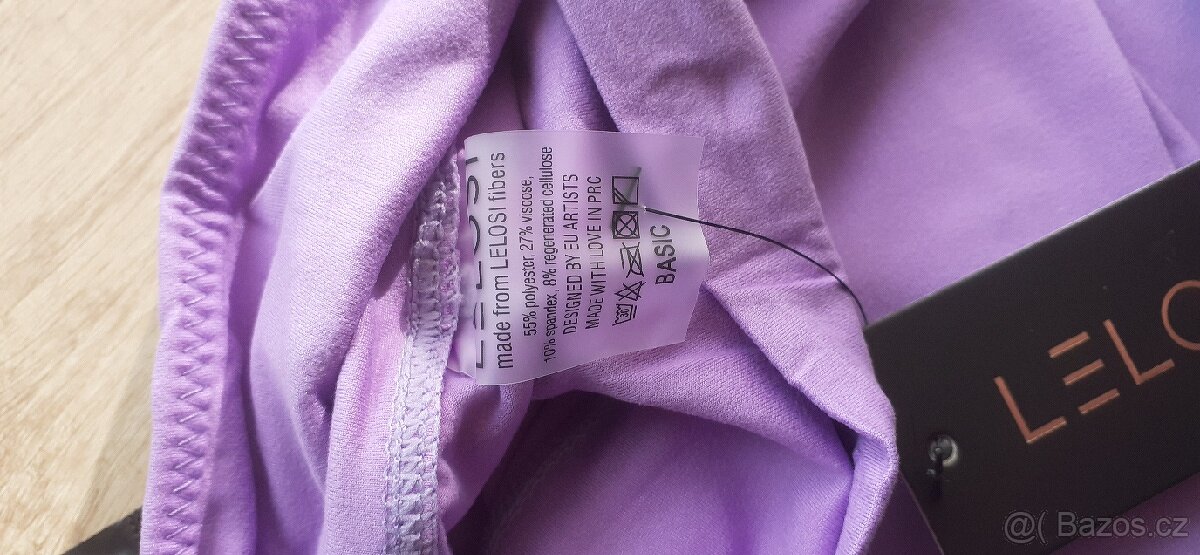 LELOSI
made from LELOSI fibers
55% polyester 27% viscose,
10% spandex 8% regenerated cellulose
DESIGNED BY EU ARTISTS
MADE WITH LOVE IN PRC
BASIC
LELO
@( Bazos.cz